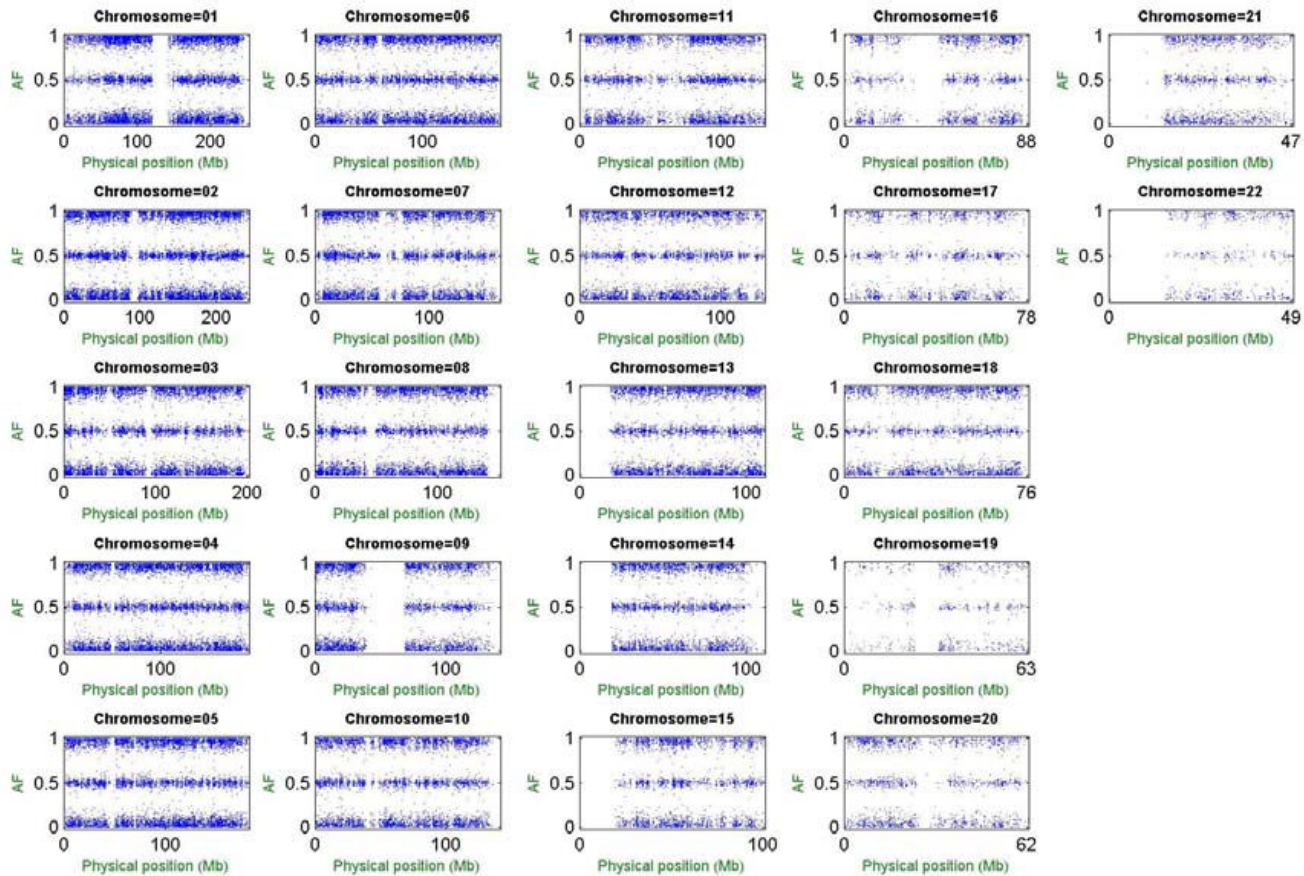 Chromosome=01
1
AF 0.5
0
0 100 200
Physical position (Mb)
Chromosome=06
1
AF 0.5
0
0 100
Physical position (Mb)
Chromosome=11
1
AF 0.5
0
0 100
Physical position (Mb)
Chromosome=16
1
AF 0.5
0
0 88
Physical position (Mb)
Chromosome=21
1
AF 0.5
0
0 47
Physical position (Mb)
Chromosome=02
1
AF 0.5
0
0 100 200
Physical position (Mb)
Chromosome=07
1
AF 0.5
0
0 100
Physical position (Mb)
Chromosome=12
1
AF 0.5
0
0 100
Physical position (Mb)
Chromosome=17
1
AF 0.5
0
0 78
Physical position (Mb)
Chromosome=22
1
AF 0.5
0
0 49
Physical position (Mb)
Chromosome=03
1
AF 0.5
0
0 100 200
Physical position (Mb)
Chromosome=08
1
AF 0.5
0
0 100
Physical position (Mb)
Chromosome=13
1
AF 0.5
0
0 100
Physical position (Mb)
Chromosome=18
1
AF 0.5
0
0 76
Physical position (Mb)
Chromosome=04
1
AF 0.5
0
0 100
Physical position (Mb)
Chromosome=09
1
AF 0.5
0
0 100
Physical position (Mb)
Chromosome=14
1
AF 0.5
0
0 100
Physical position (Mb)
Chromosome=19
1
AF 0.5
0
0 63
Physical position (Mb)
Chromosome=05
1
AF 0.5
0
0 100
Physical position (Mb)
Chromosome=10
1
AF 0.5
0
0 100
Physical position (Mb)
Chromosome=15
1
AF 0.5
0
0 100
Physical position (Mb)
Chromosome=20
1
AF 0.5
0
0 62
Physical position (Mb)